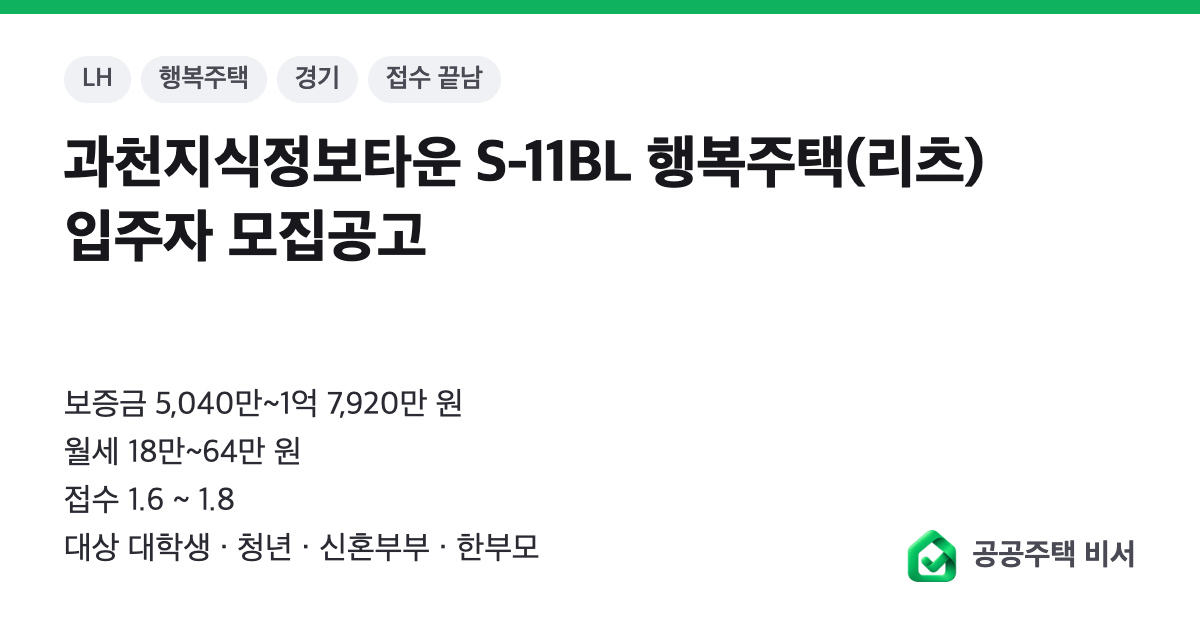 LH 행복주택 경기 접수 끝남
과천지식정보타운 S-11BL 행복주택(리츠)
입주자 모집공고
보증금 5,040만~1억 7,920만 원
월세 18만~64만 원
접수 1.6 ~ 1.8
대상 대학생 · 청년 · 신혼부부 · 한부모
공공주택 비서